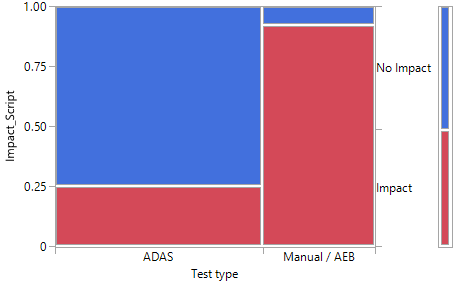 1.00
0.75
0.50
0.25
0
Impact_Script
No Impact
Impact
ADAS
Manual / AEB
Test type